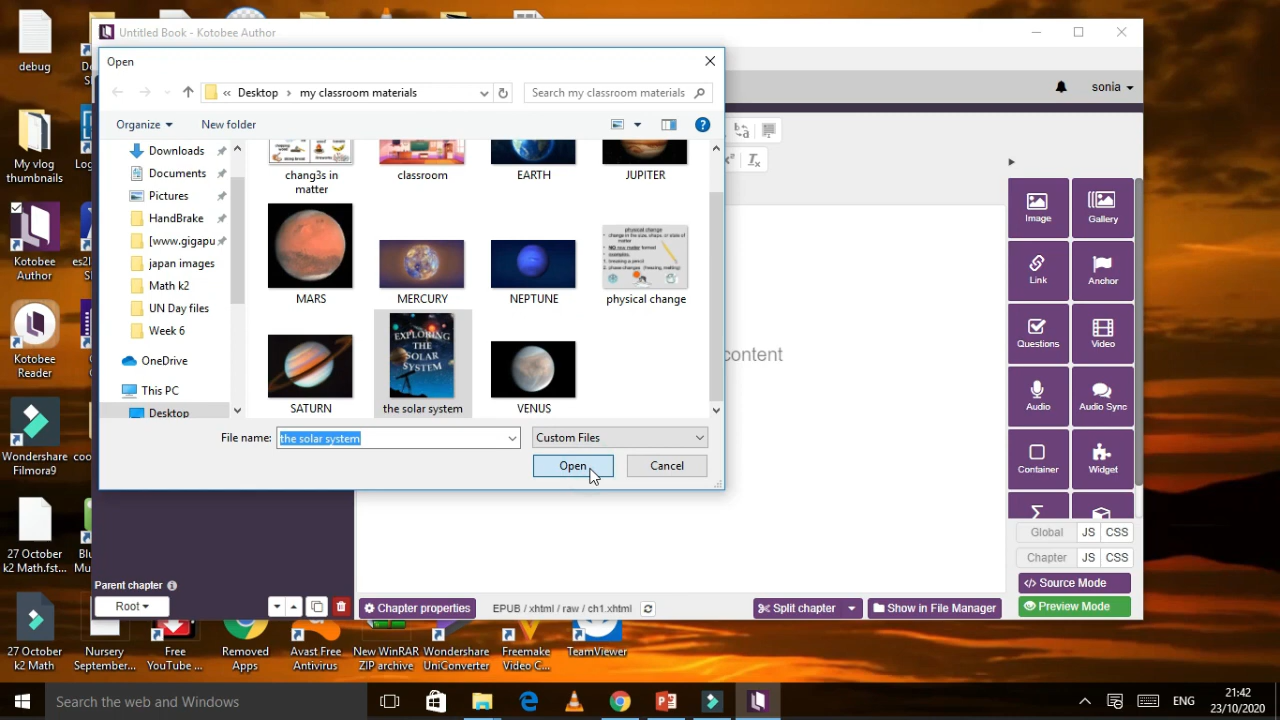 debug
My vlog
thumbnails
Kotobee
Author
Kotobee
Reader
Wondershare
Filmora9
27 October
k2 Math.fst...
27 October
k2 Math
Untitled Book - Kotobee Author
sonia
Open
« Desktop › my classroom materials
Search my classroom materials
Organize
New folder
Downloads
Documents
Pictures
HandBrake
[www.gigapu
japan images
Math k2
UN Day files
Week 6
OneDrive
This PC
Desktop
chang3s in
matter
classroom
EARTH
JUPITER
MARS
MERCURY
NEPTUNE
physical change
physical change
SATURN
EXPLORING
THE
SOLAR
SYSTEM
the solar system
VENUS
File name:
the solar system
Custom Files
Open
Cancel
content
Image
Gallery
Link
Anchor
Questions
Video
Audio
Audio Sync
Container
Widget
Global
JS
CSS
Chapter
JS
CSS
</> Source Mode
Preview Mode
Parent chapter
Root
Chapter properties
EPUB / xhtml / raw / ch1.xhtml
Split chapter
Show in File Manager
Nursery
September...
Free
YouTube ...
Removed
Apps
Avast Free
Antivirus
New WinRAR
ZIP archive
Wondershare
UniConverter
Freemake
Video C...
TeamViewer
Search the web and Windows
ENG
21:42
23/10/2020